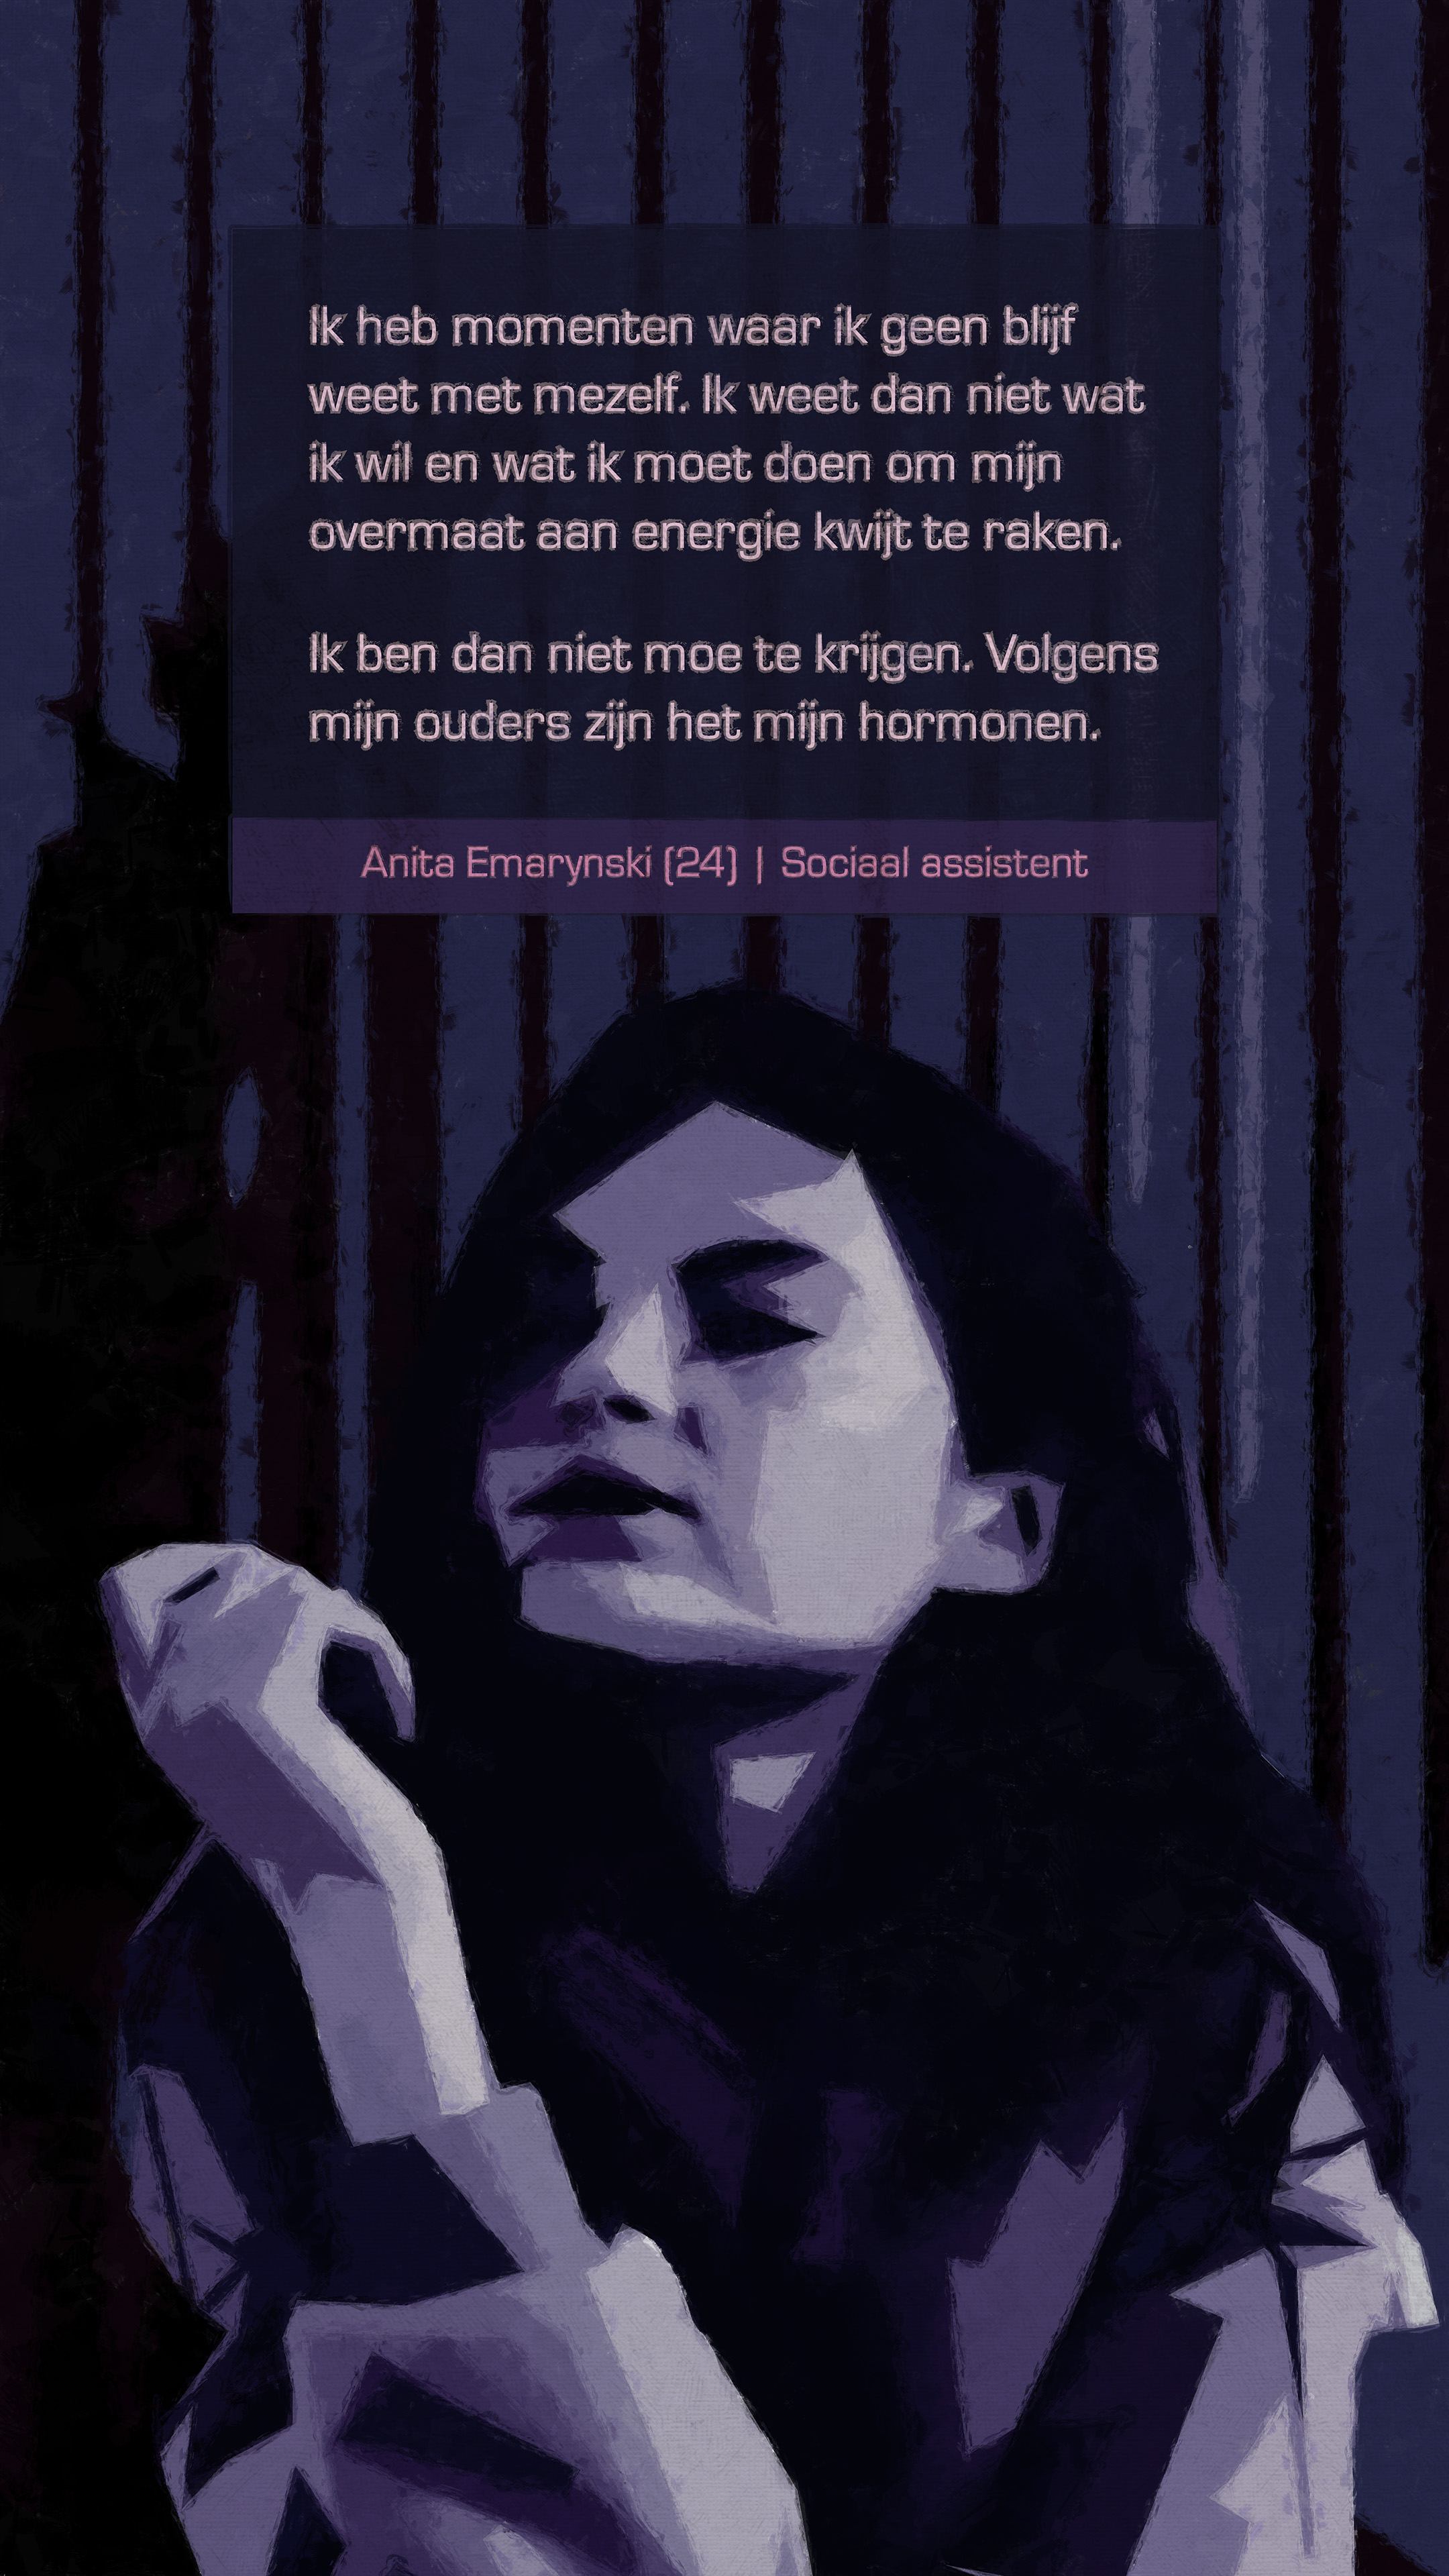 Ik heb momenten waar ik geen blijf
weet met mezelf. Ik weet dan niet wat
ik wil en wat ik moet doen om mijn
overmaat aan energie kwijt te raken.
Ik ben dan niet moe te krijgen. Volgens
mijn ouders zijn het mijn hormonen.
Anita Emarynski (24) | Sociaal assistent